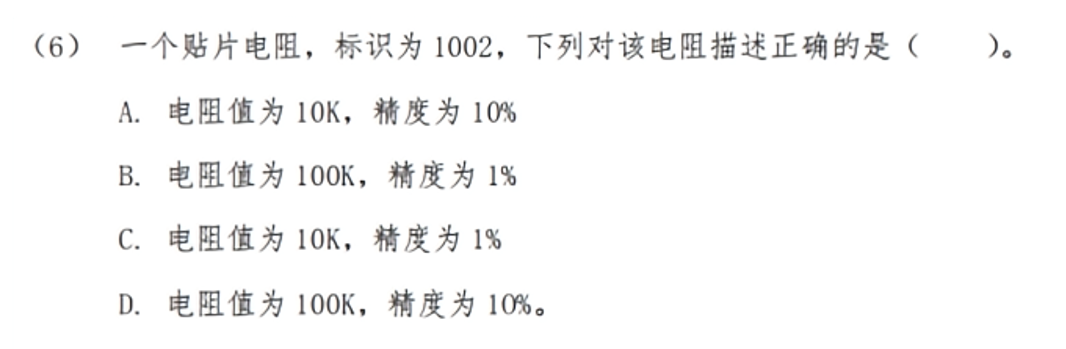 （6） 一个贴片电阻，标识为 1002，下列对该电阻描述正确的是（　　）。
A. 电阻值为 10K，精度为 10%
B. 电阻值为 100K，精度为 1%
C. 电阻值为 10K，精度为 1%
D. 电阻值为 100K，精度为 10%。